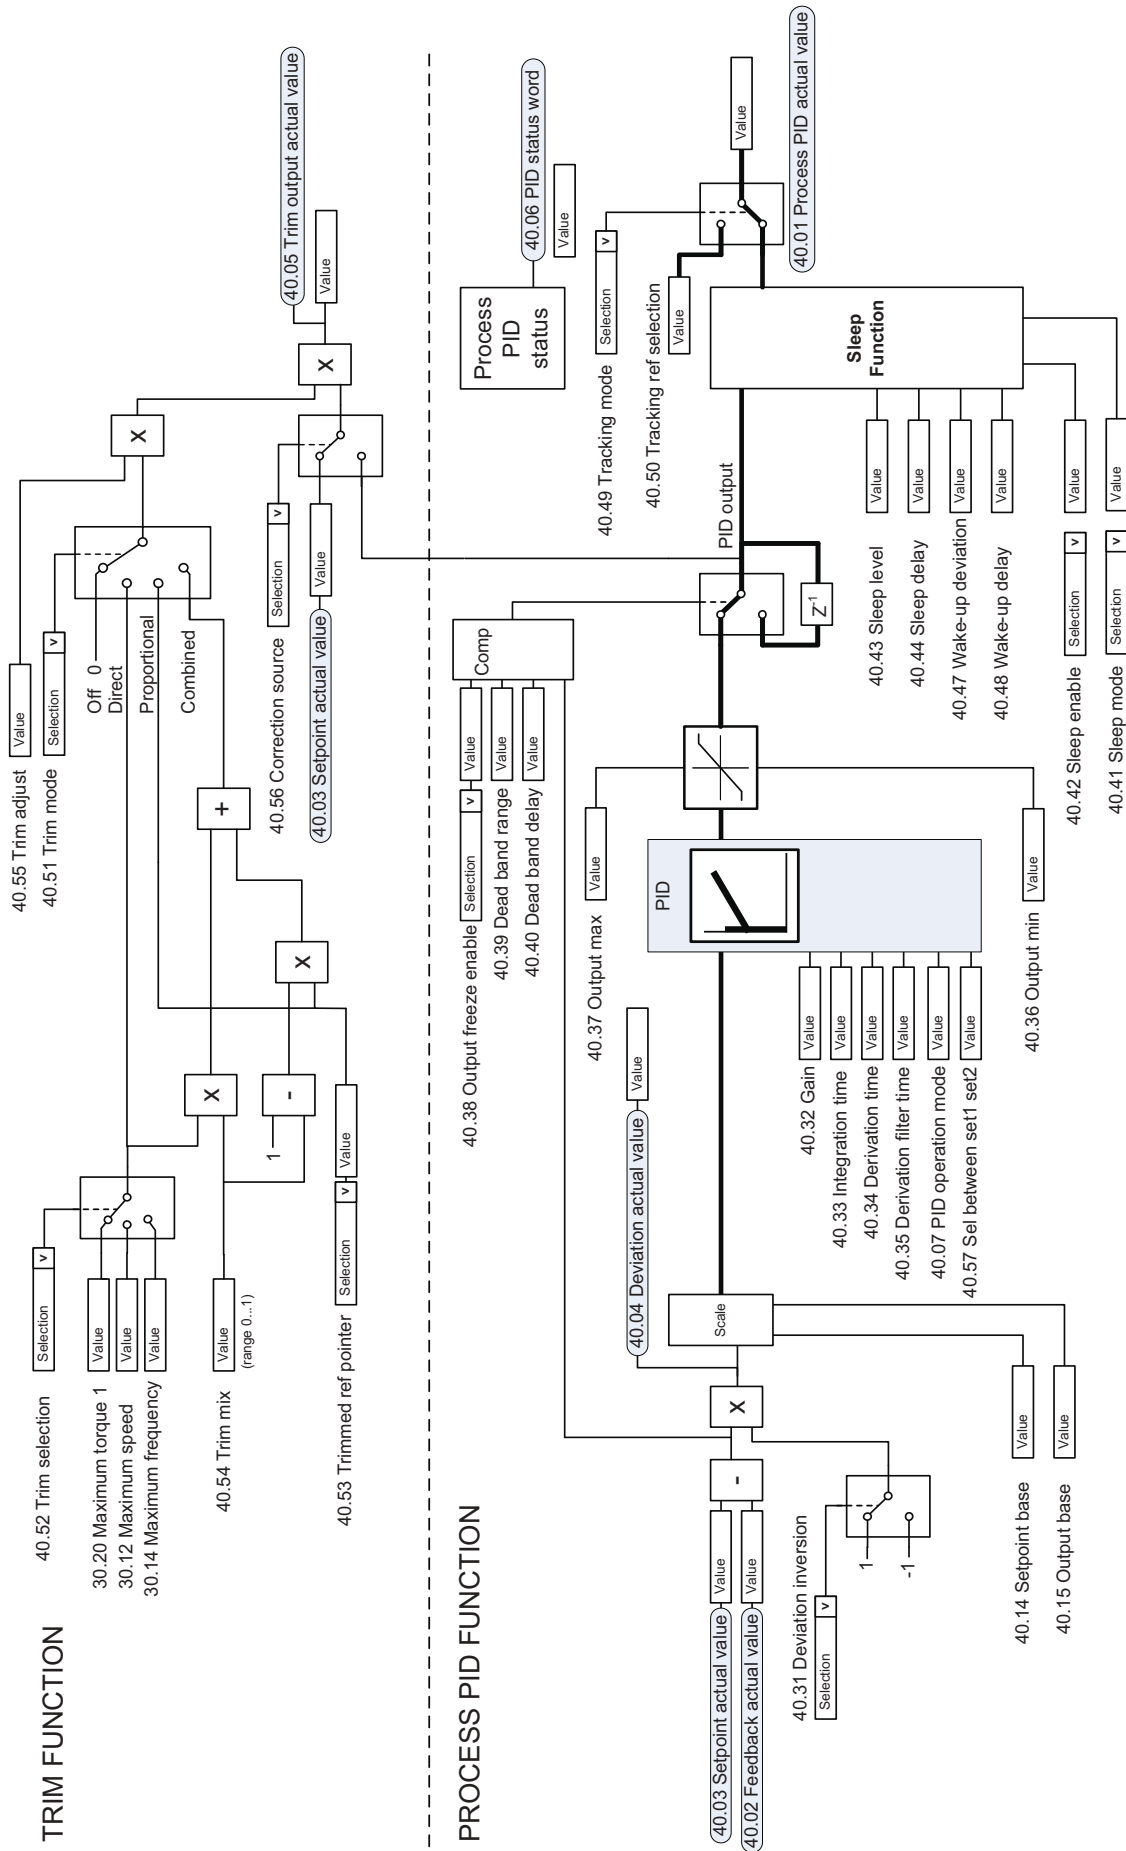 TRIM FUNCTION
40.55 Trim adjust
Value
40.51 Trim mode
Selection v
40.52 Trim selection
Selection v
30.20 Maximum torque 1
Value
30.12 Maximum speed
Value
30.14 Maximum frequency
Value
40.54 Trim mix
Value
(range 0...1)
40.53 Trimmed ref pointer
Selection v
Value
X
1
-
X
+
Off 0
Direct
Proportional
Combined
X
40.56 Correction source
Selection v
40.03 Setpoint actual value
Value
X
40.05 Trim output actual value
Value
PROCESS PID FUNCTION
40.03 Setpoint actual value
Value
40.02 Feedback actual value
Value
-
X
40.31 Deviation inversion
Selection v
1
-1
40.04 Deviation actual value
Value
Scale
40.14 Setpoint base
Value
40.15 Output base
Value
PID
40.32 Gain
Value
40.33 Integration time
Value
40.34 Derivation time
Value
40.35 Derivation filter time
Value
40.07 PID operation mode
Value
40.57 Sel between set1 set2
Value
40.37 Output max
Value
40.36 Output min
Value
40.38 Output freeze enable
Selection v
Value
40.39 Dead band range
Value
40.40 Dead band delay
Value
Comp
Z-1
PID output
40.43 Sleep level
Value
40.44 Sleep delay
Value
40.47 Wake-up deviation
Value
40.48 Wake-up delay
Value
40.42 Sleep enable
Selection v
Value
40.41 Sleep mode
Selection v
Value
Sleep
Function
Process
PID
status
40.06 PID status word
Value
40.49 Tracking mode
Selection v
40.50 Tracking ref selection
Value
Value
40.01 Process PID actual value